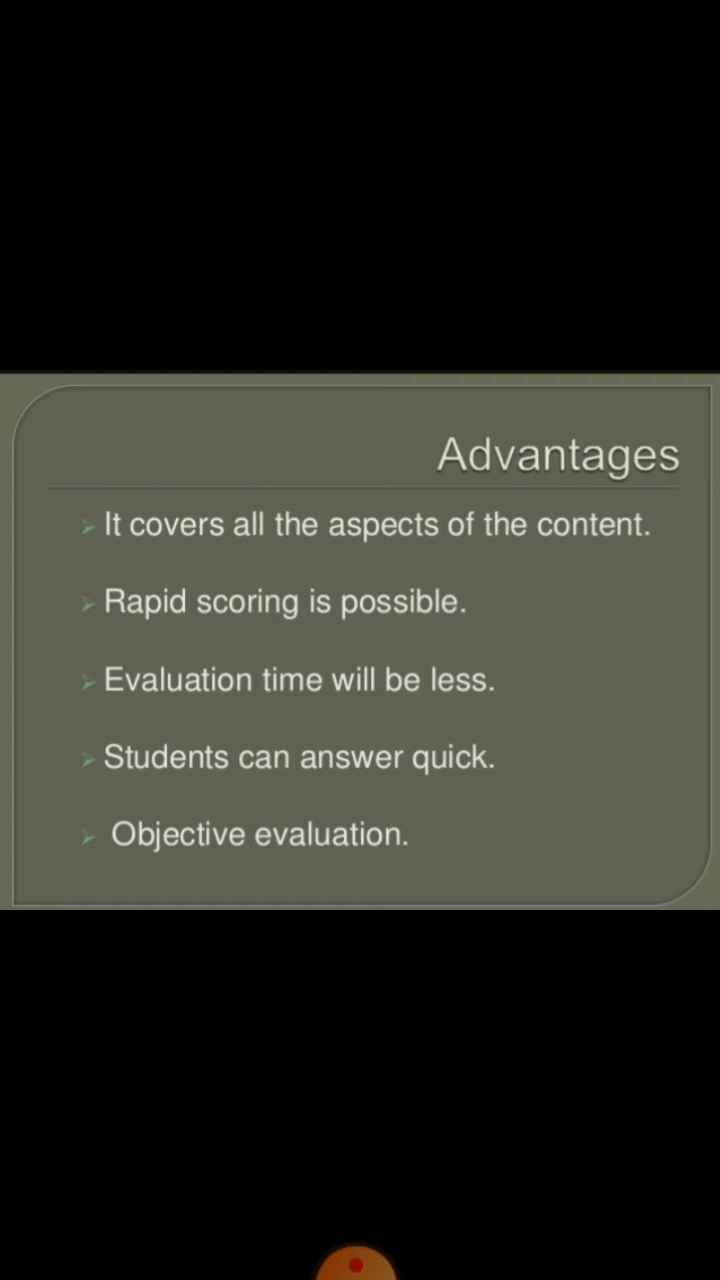 Advantages
It covers all the aspects of the content.
Rapid scoring is possible.
Evaluation time will be less.
Students can answer quick.
Objective evaluation.